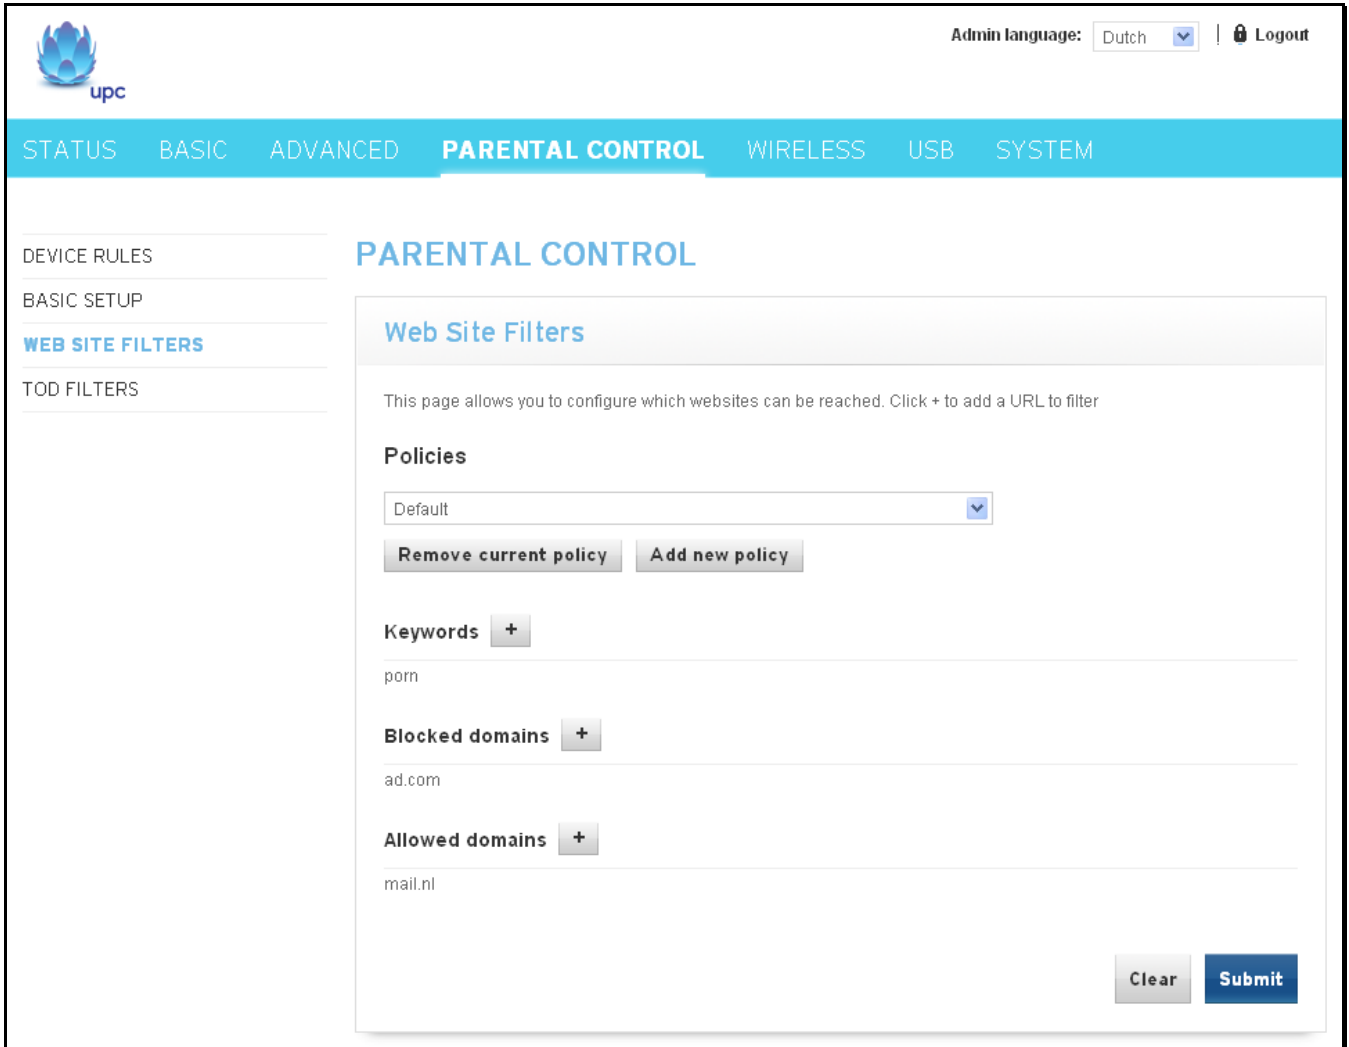 upc
Admin language: Dutch | Logout
STATUS BASIC ADVANCED PARENTAL CONTROL WIRELESS USB SYSTEM
DEVICE RULES
BASIC SETUP
WEB SITE FILTERS
TOD FILTERS
PARENTAL CONTROL
Web Site Filters
This page allows you to configure which websites can be reached. Click + to add a URL to filter
Policies
Default
Remove current policy Add new policy
Keywords +
porn
Blocked domains +
ad.com
Allowed domains +
mail.nl
Clear Submit